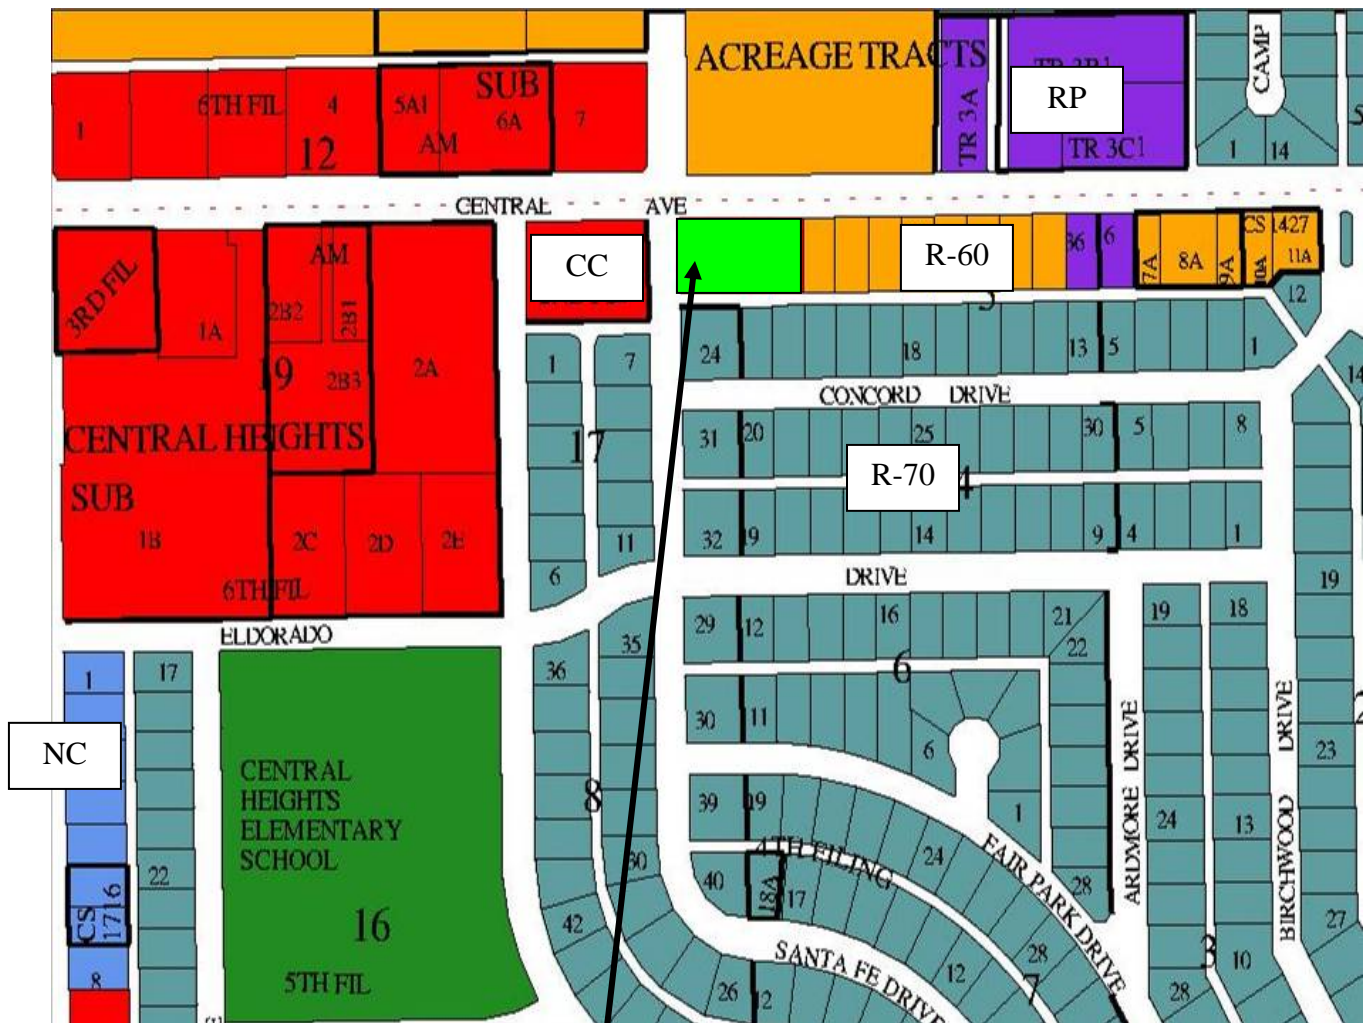 ACREAGE TRACTS
CAMP
TR 3A
RP
TR 3C1
1
6TH FIL
4
12
5A1
SUB
6A
AM
7
1
14
5
CENTRAL AVE
3RD FIL
1A
AM
2B2
2B1
19
2B3
2A
CC
R-60
36
6
7A
8A
9A
CS 1427
10A
11A
12
24
18
13
5
1
14
1
7
CONCORD DRIVE
CENTRAL HEIGHTS
SUB
17
31
20
25
30
5
8
R-70
4
1B
2C
2D
2E
11
6
32
19
14
9
4
1
6TH FIL
DRIVE
19
ELDORADO
29
12
16
21
22
19
18
35
36
6
1
17
30
11
6
1
NC
ARDMORE DRIVE
BIRCHWOOD DRIVE
23
CENTRAL
HEIGHTS
ELEMENTARY
SCHOOL
8
39
19
24
13
4TH FILING
24
FAIR PARK DRIVE
30
40
18A
17
28
22
CS
1716
16
42
27
5TH FIL
SANTA FE DRIVE
12
28
7
3
10
28
8
26
2